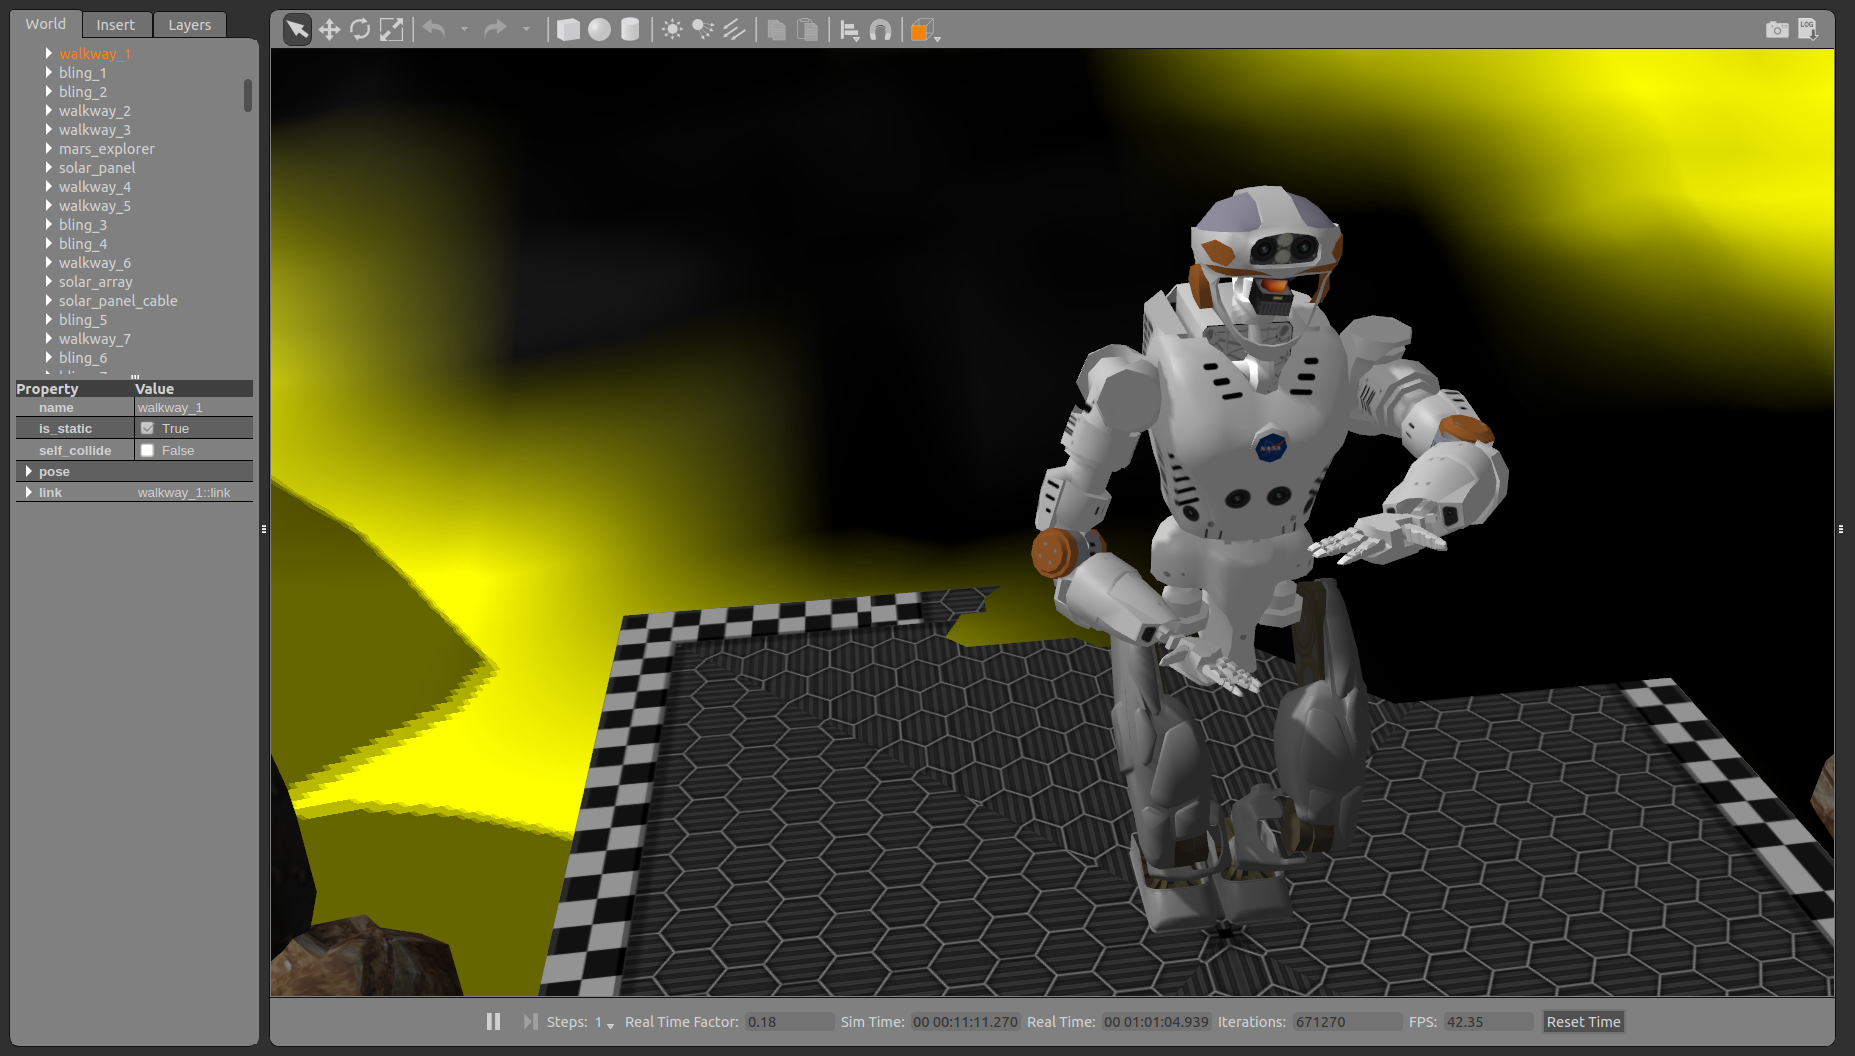 World Insert Layers
walkway_1
bling_1
bling_2
walkway_2
walkway_3
mars_explorer
solar_panel
walkway_4
walkway_5
bling_3
bling_4
walkway_6
solar_array
solar_panel_cable
bling_5
walkway_7
bling_6
Property Value
name walkway_1
is_static True
self_collide False
pose
link walkway_1::link
LOG
NASA
Steps: 1 Real Time Factor: 0.18 Sim Time: 00 00:11:11.270 Real Time: 00 01:01:04.939 Iterations: 671270 FPS: 42.35 Reset Time